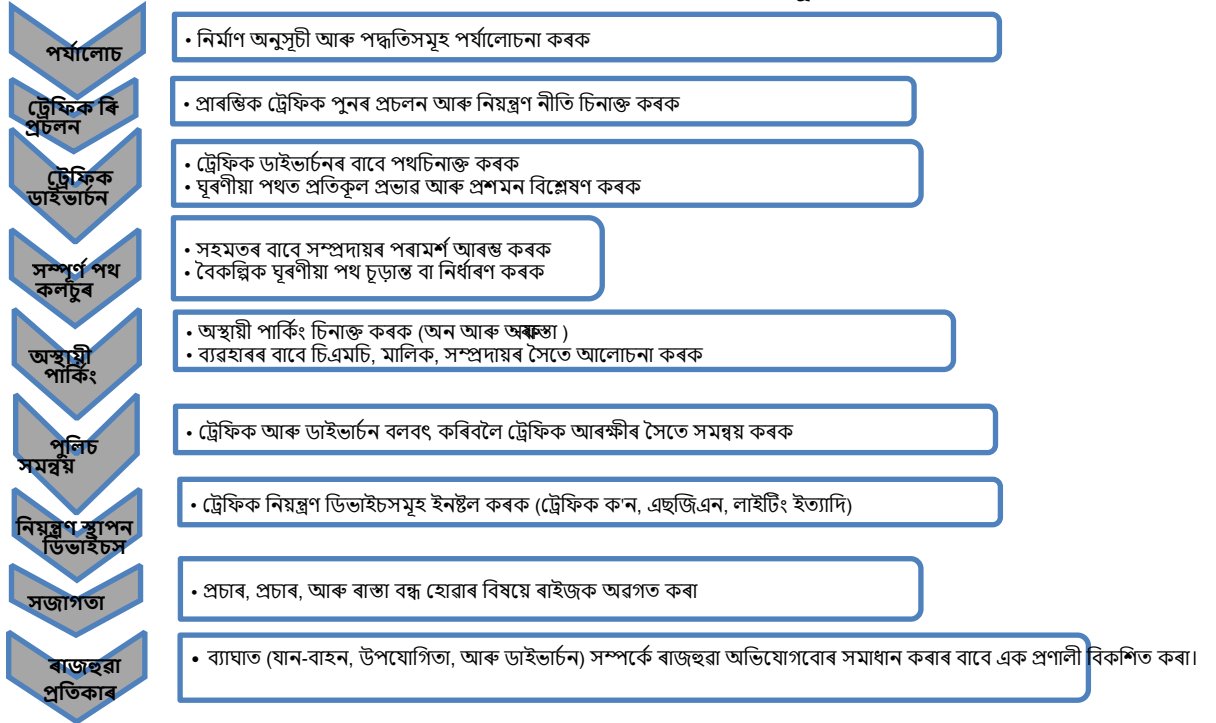 পৰ্যালোচ
• নিৰ্মাণ অনুসূচী আৰু পদ্ধতিসমূহ পৰ্যালোচনা কৰক
ট্ৰেফিক ৰি
প্ৰচলন
• প্ৰাৰম্ভিক ট্ৰেফিক পুনৰ প্ৰচলন আৰু নিয়ন্ত্ৰণ নীতি চিনাক্ত কৰক
ট্ৰেফিক
ডাইভাৰ্চন
• ট্ৰেফিক ডাইভাৰ্চনৰ বাবে পথচিনাক্ত কৰক
• ঘূৰণীয়া পথত প্ৰতিকূল প্ৰভাৱ আৰু প্ৰশমন বিশ্লেষণ কৰক
সম্পূৰ্ণ পথ
কলচুৰ
• সহমতৰ বাবে সম্প্ৰদায়ৰ পৰামৰ্শ আৰম্ভ কৰক
• বৈকল্পিক ঘূৰণীয়া পথ চূড়ান্ত বা নিৰ্ধাৰণ কৰক
অস্থায়ী
পাৰ্কিং
• অস্থায়ী পাৰ্কিং চিনাক্ত কৰক (অন আৰু
• ব্যৱহাৰৰ বাবে চিএমচি, মালিক, সম্প্ৰদায়ৰ সৈতে আলোচনা কৰক
পুলিচ
সমন্বয়
• ট্ৰেফিক আৰু ডাইভাৰ্চন বলবৎ কৰিবলৈ ট্ৰেফিক আৰক্ষীৰ সৈতে সমন্বয় কৰক
নিয়ন্ত্ৰণ স্থাপন
ডিভাইচস
• ট্ৰেফিক নিয়ন্ত্ৰণ ডিভাইচসমূহ ইনষ্টল কৰক (ট্ৰেফিক ক'ন, এছজিএন, লাইটিং ইত্যাদি)
সজাগতা
• প্ৰচাৰ, প্ৰচাৰ, আৰু ৰাস্তা বন্ধ হোৱাৰ বিষয়ে ৰাইজক অৱগত কৰা
ৰাজহুৱা
প্ৰতিকাৰ
• ব্যাঘাত (যান-বাহন, উপযোগিতা, আৰু ডাইভাৰ্চন) সম্পৰ্কে ৰাজহুৱা অভিযোগবোৰ সমাধান কৰাৰ বাবে এক প্ৰণালী বিকশিত কৰা।